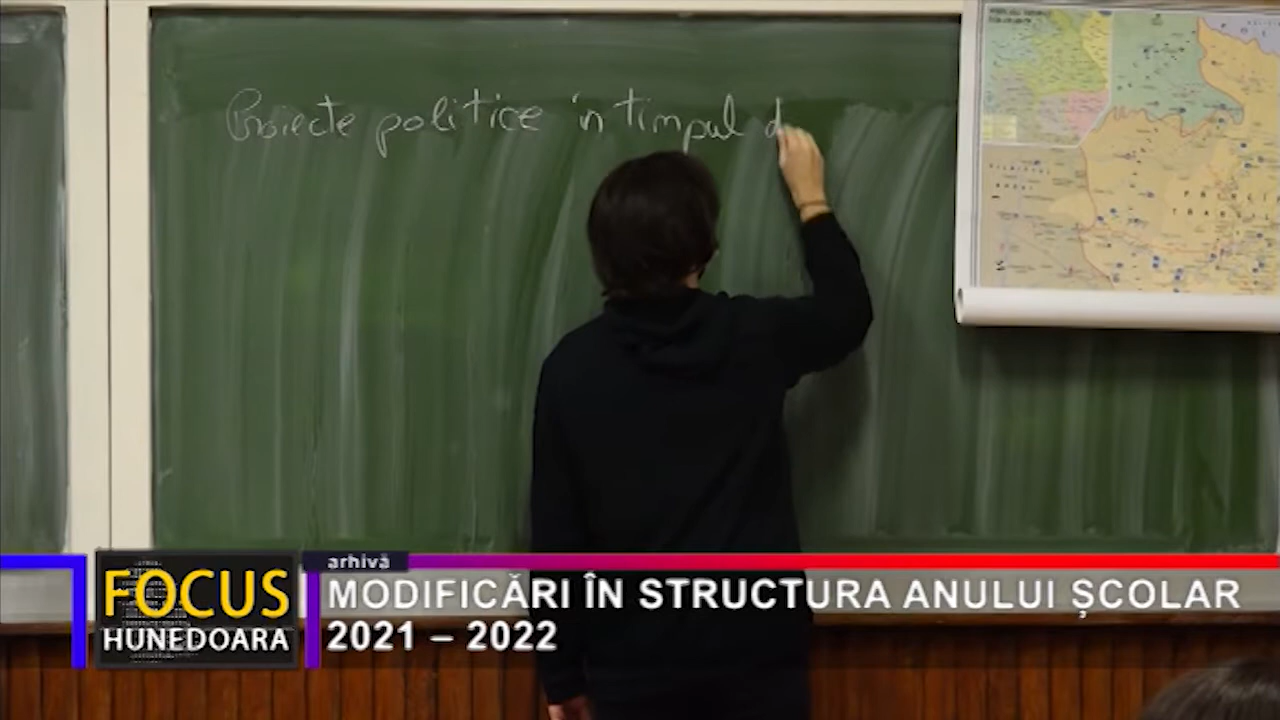 Proiecte politice în timpul d
arhivă
FOCUS
HUNEDOARA
MODIFICĂRI ÎN STRUCTURA ANULUI ȘCOLAR
2021 – 2022